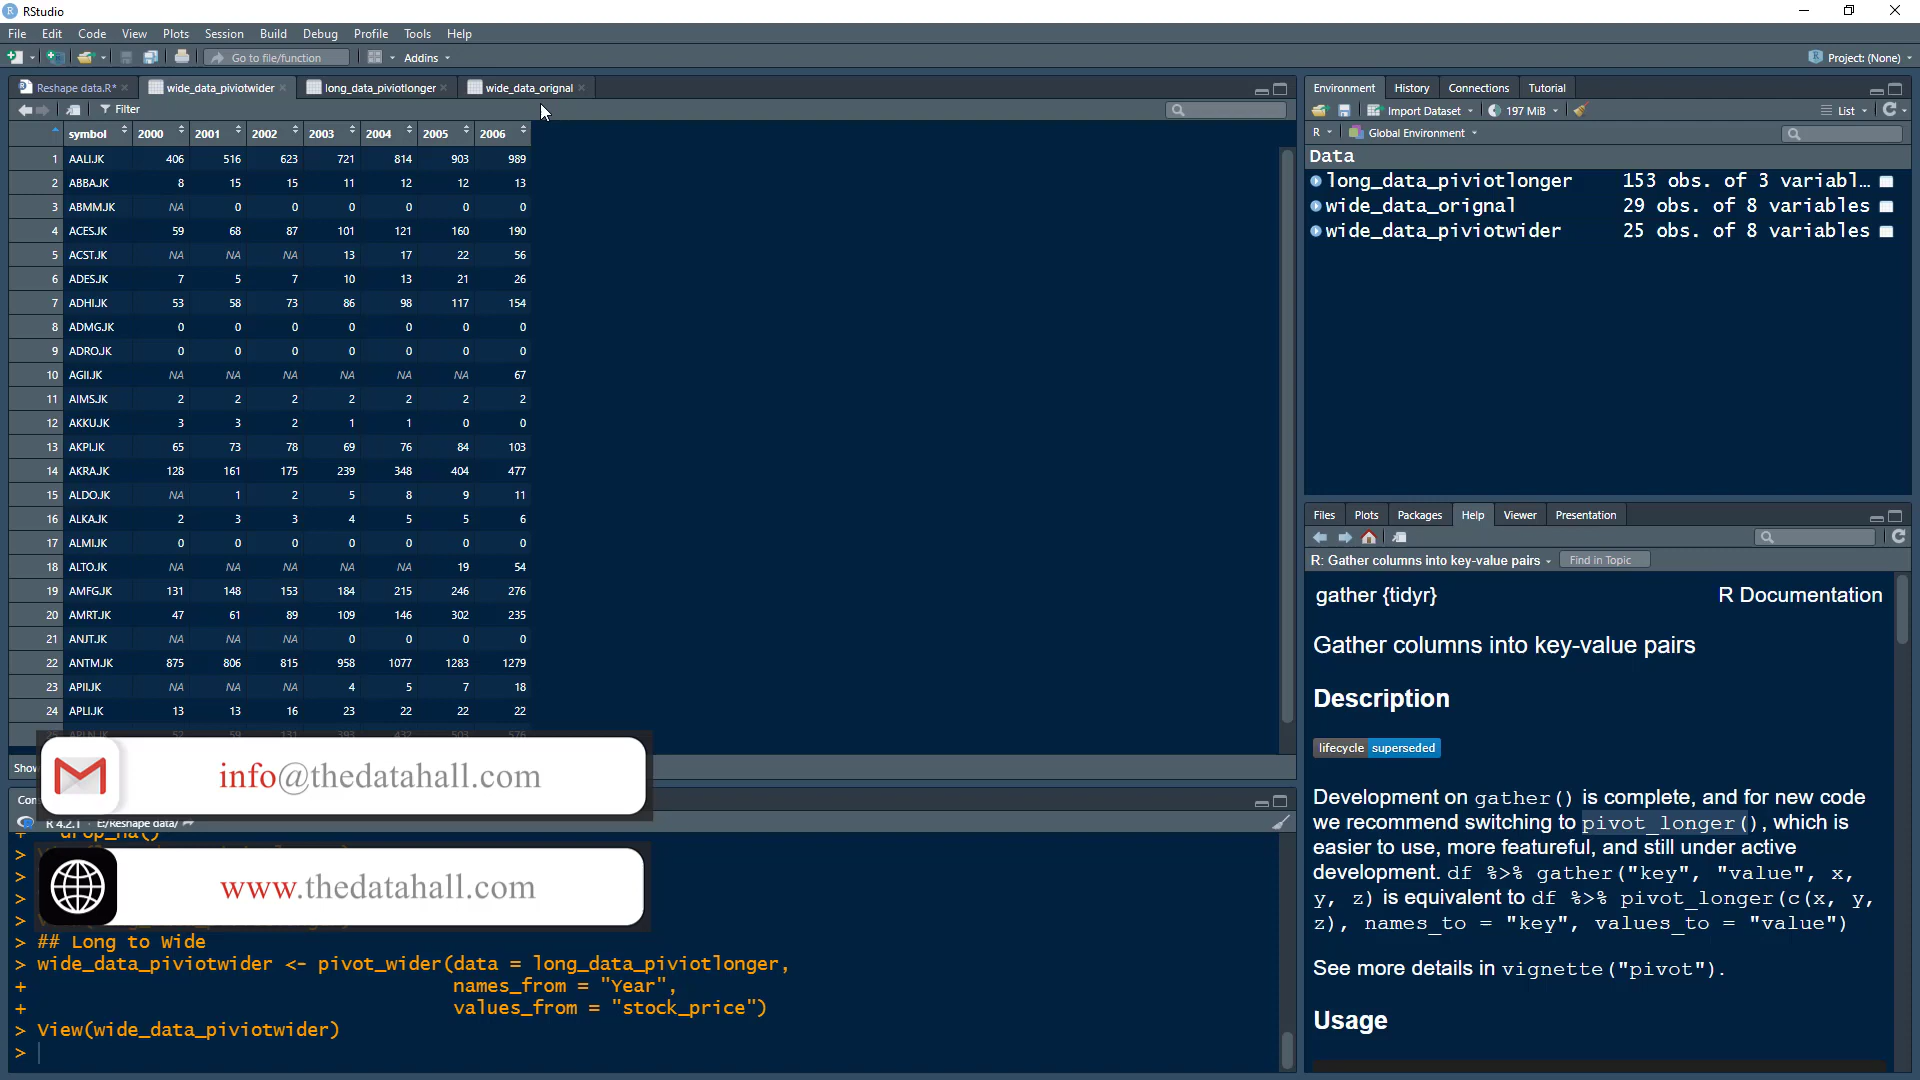 RStudio
File Edit Code View Plots Session Build Debug Profile Tools Help
Go to file/function Addins Project: (None)
Reshape data.R* wide_data_piviotwider long_data_piviotlonger wide_data_orignal
Filter
symbol 2000 2001 2002 2003 2004 2005 2006
1 AALI.JK 406 516 623 721 814 903 989
2 ABBA.JK 8 15 15 11 12 12 13
3 ABMM.JK NA 0 0 0 0 0 0
4 ACES.JK 59 68 87 101 121 160 190
5 ACST.JK NA NA NA 13 17 22 56
6 ADES.JK 7 5 7 10 13 21 26
7 ADHI.JK 53 58 73 86 98 117 154
8 ADMG.JK 0 0 0 0 0 0 0
9 ADRO.JK 0 0 0 0 0 0 0
10 AGII.JK NA NA NA NA NA NA 67
11 AIMS.JK 2 2 2 2 2 2 2
12 AKKU.JK 3 3 2 1 1 0 0
13 AKPI.JK 65 73 78 69 76 84 103
14 AKRA.JK 128 161 175 239 348 404 477
15 ALDO.JK NA 1 2 5 8 9 11
16 ALKA.JK 2 3 3 4 5 5 6
17 ALMI.JK 0 0 0 0 0 0 0
18 ALTO.JK NA NA NA NA NA 19 54
19 AMFG.JK 131 148 153 184 215 246 276
20 AMRT.JK 47 61 89 109 146 302 235
21 ANJT.JK NA NA NA 0 0 0 0
22 ANTM.JK 875 806 815 958 1077 1283 1279
23 APII.JK NA NA NA 4 5 7 18
24 APLI.JK 13 13 16 23 22 22 22
info@thedatahall.com
R 4.2.1 · E:/Reshape data/
+ drop_na()
>
>
>
>
www.thedatahall.com
> ## Long to Wide
> wide_data_piviotwider <- pivot_wider(data = long_data_piviotlonger,
+ names_from = "Year",
+ values_from = "stock_price")
> View(wide_data_piviotwider)
>
Environment History Connections Tutorial
Import Dataset 197 MiB List
R Global Environment
Data
long_data_piviotlonger 153 obs. of 3 variabl…
wide_data_orignal 29 obs. of 8 variables
wide_data_piviotwider 25 obs. of 8 variables
Files Plots Packages Help Viewer Presentation
R: Gather columns into key-value pairs Find in Topic
gather {tidyr} R Documentation
Gather columns into key-value pairs
Description
lifecycle superseded
Development on gather() is complete, and for new code
we recommend switching to pivot_longer(), which is
easier to use, more featureful, and still under active
development. df %>% gather("key", "value", x,
y, z) is equivalent to df %>% pivot_longer(c(x, y,
z), names_to = "key", values_to = "value")
See more details in vignette("pivot").
Usage